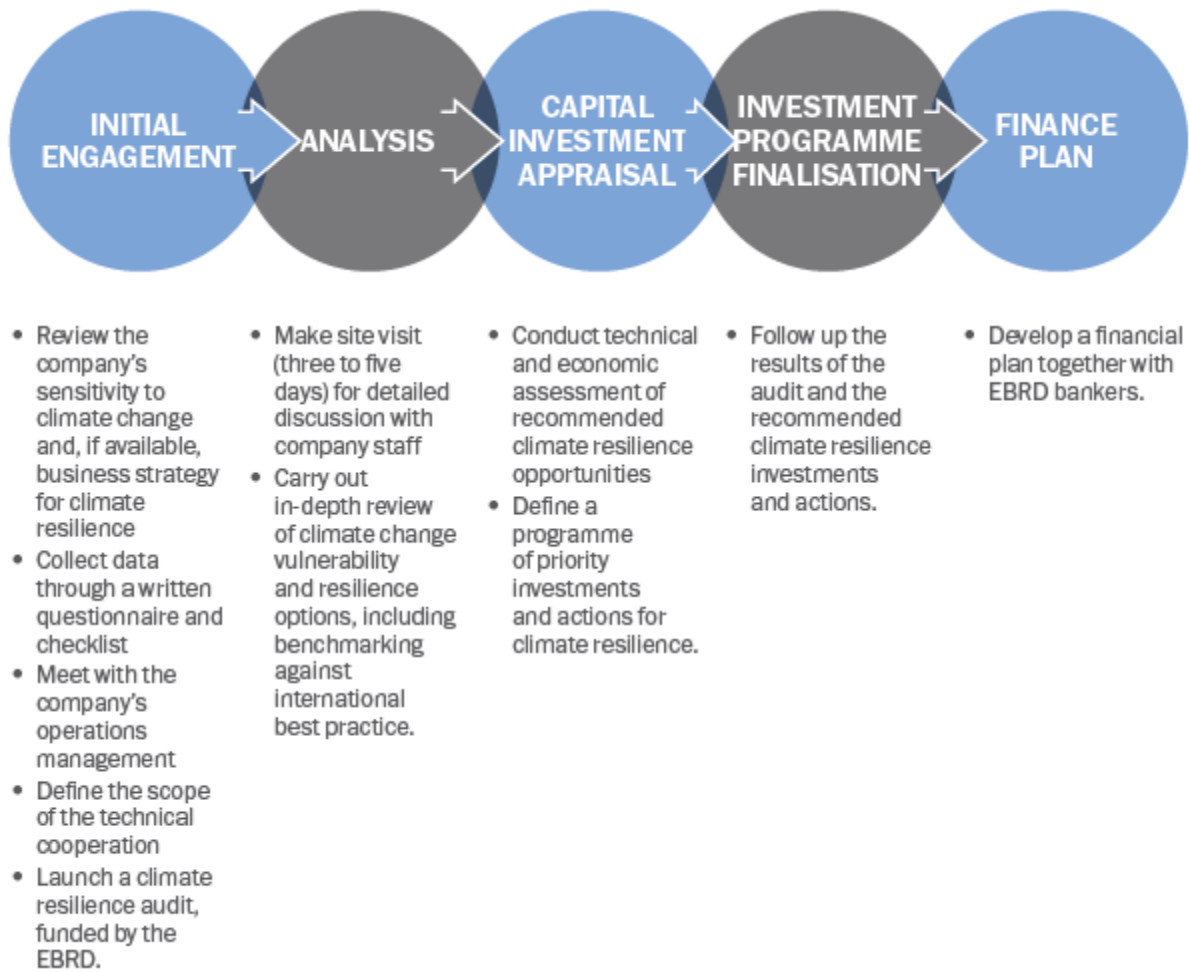 INITIAL
ENGAGEMENT
ANALYSIS
CAPITAL
INVESTMENT
APPRAISAL
INVESTMENT
PROGRAMME
FINALISATION
FINANCE
PLAN
• Review the
company's
sensitivity to
climate change
and, if available,
business strategy
for climate
resilience
• Collect data
through a written
questionnaire and
checklist
• Meet with the
company's
operations
management
• Define the scope
of the technical
cooperation
• Launch a climate
resilience audit,
funded by the
EBRD.
• Make site visit
(three to five
days) for detailed
discussion with
company staff
• Carry out
in-depth review
of climate change
vulnerability
and resilience
options, including
benchmarking
against
international
best practice.
• Conduct technical
and economic
assessment of
recommended
climate resilience
opportunities
• Define a
programme
of priority
investments
and actions for
climate resilience.
• Follow up the
results of the
audit and the
recommended
climate resilience
investments
and actions.
• Develop a financial
plan together with
EBRD bankers.